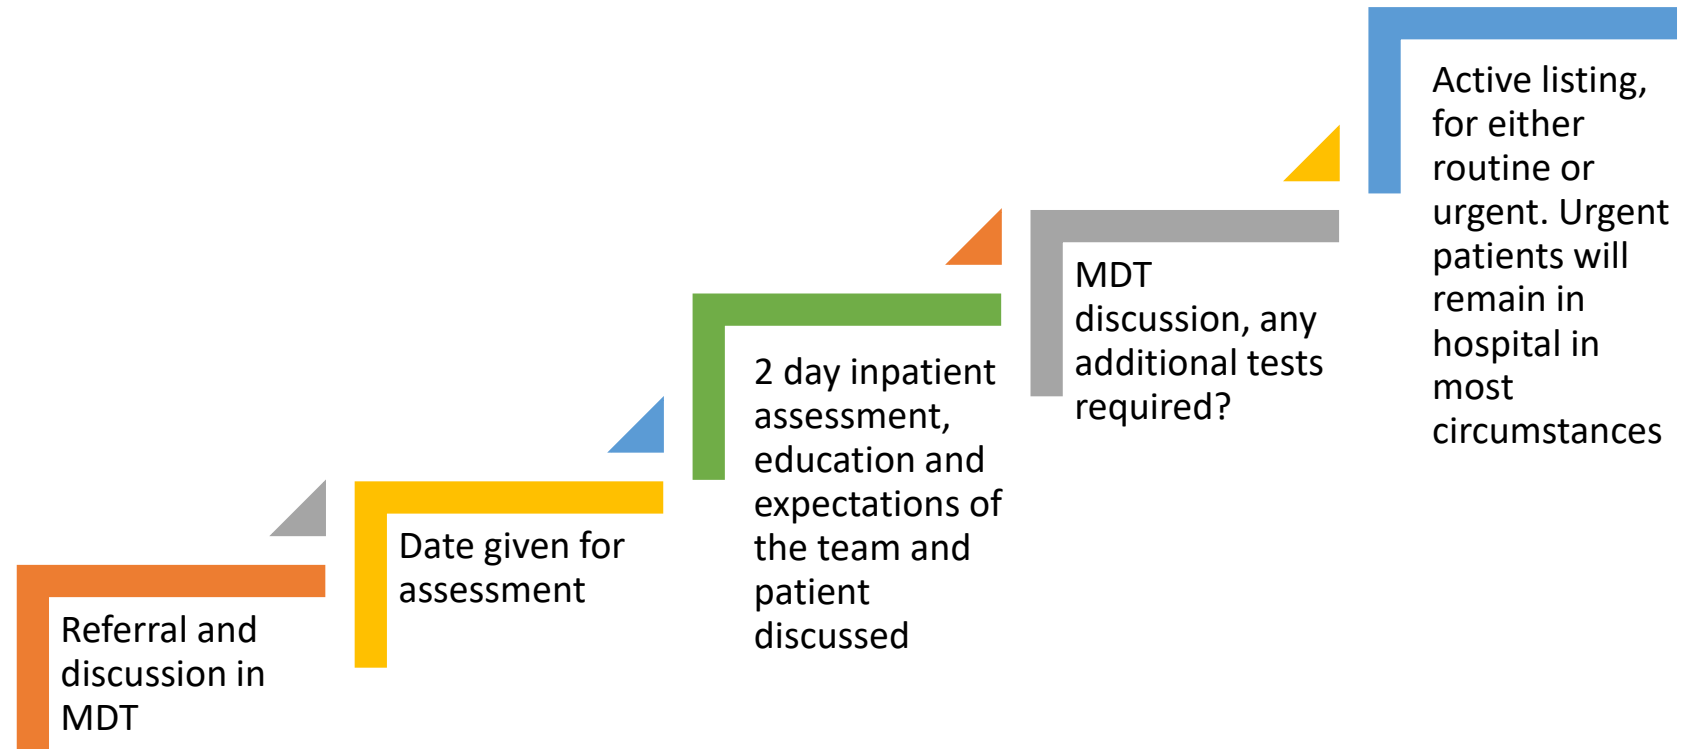 Referral and
discussion in
MDT
Date given for
assessment
2 day inpatient
assessment,
education and
expectations of
the team and
patient
discussed
MDT
discussion, any
additional tests
required?
Active listing,
for either
routine or
urgent. Urgent
patients will
remain in
hospital in
most
circumstances